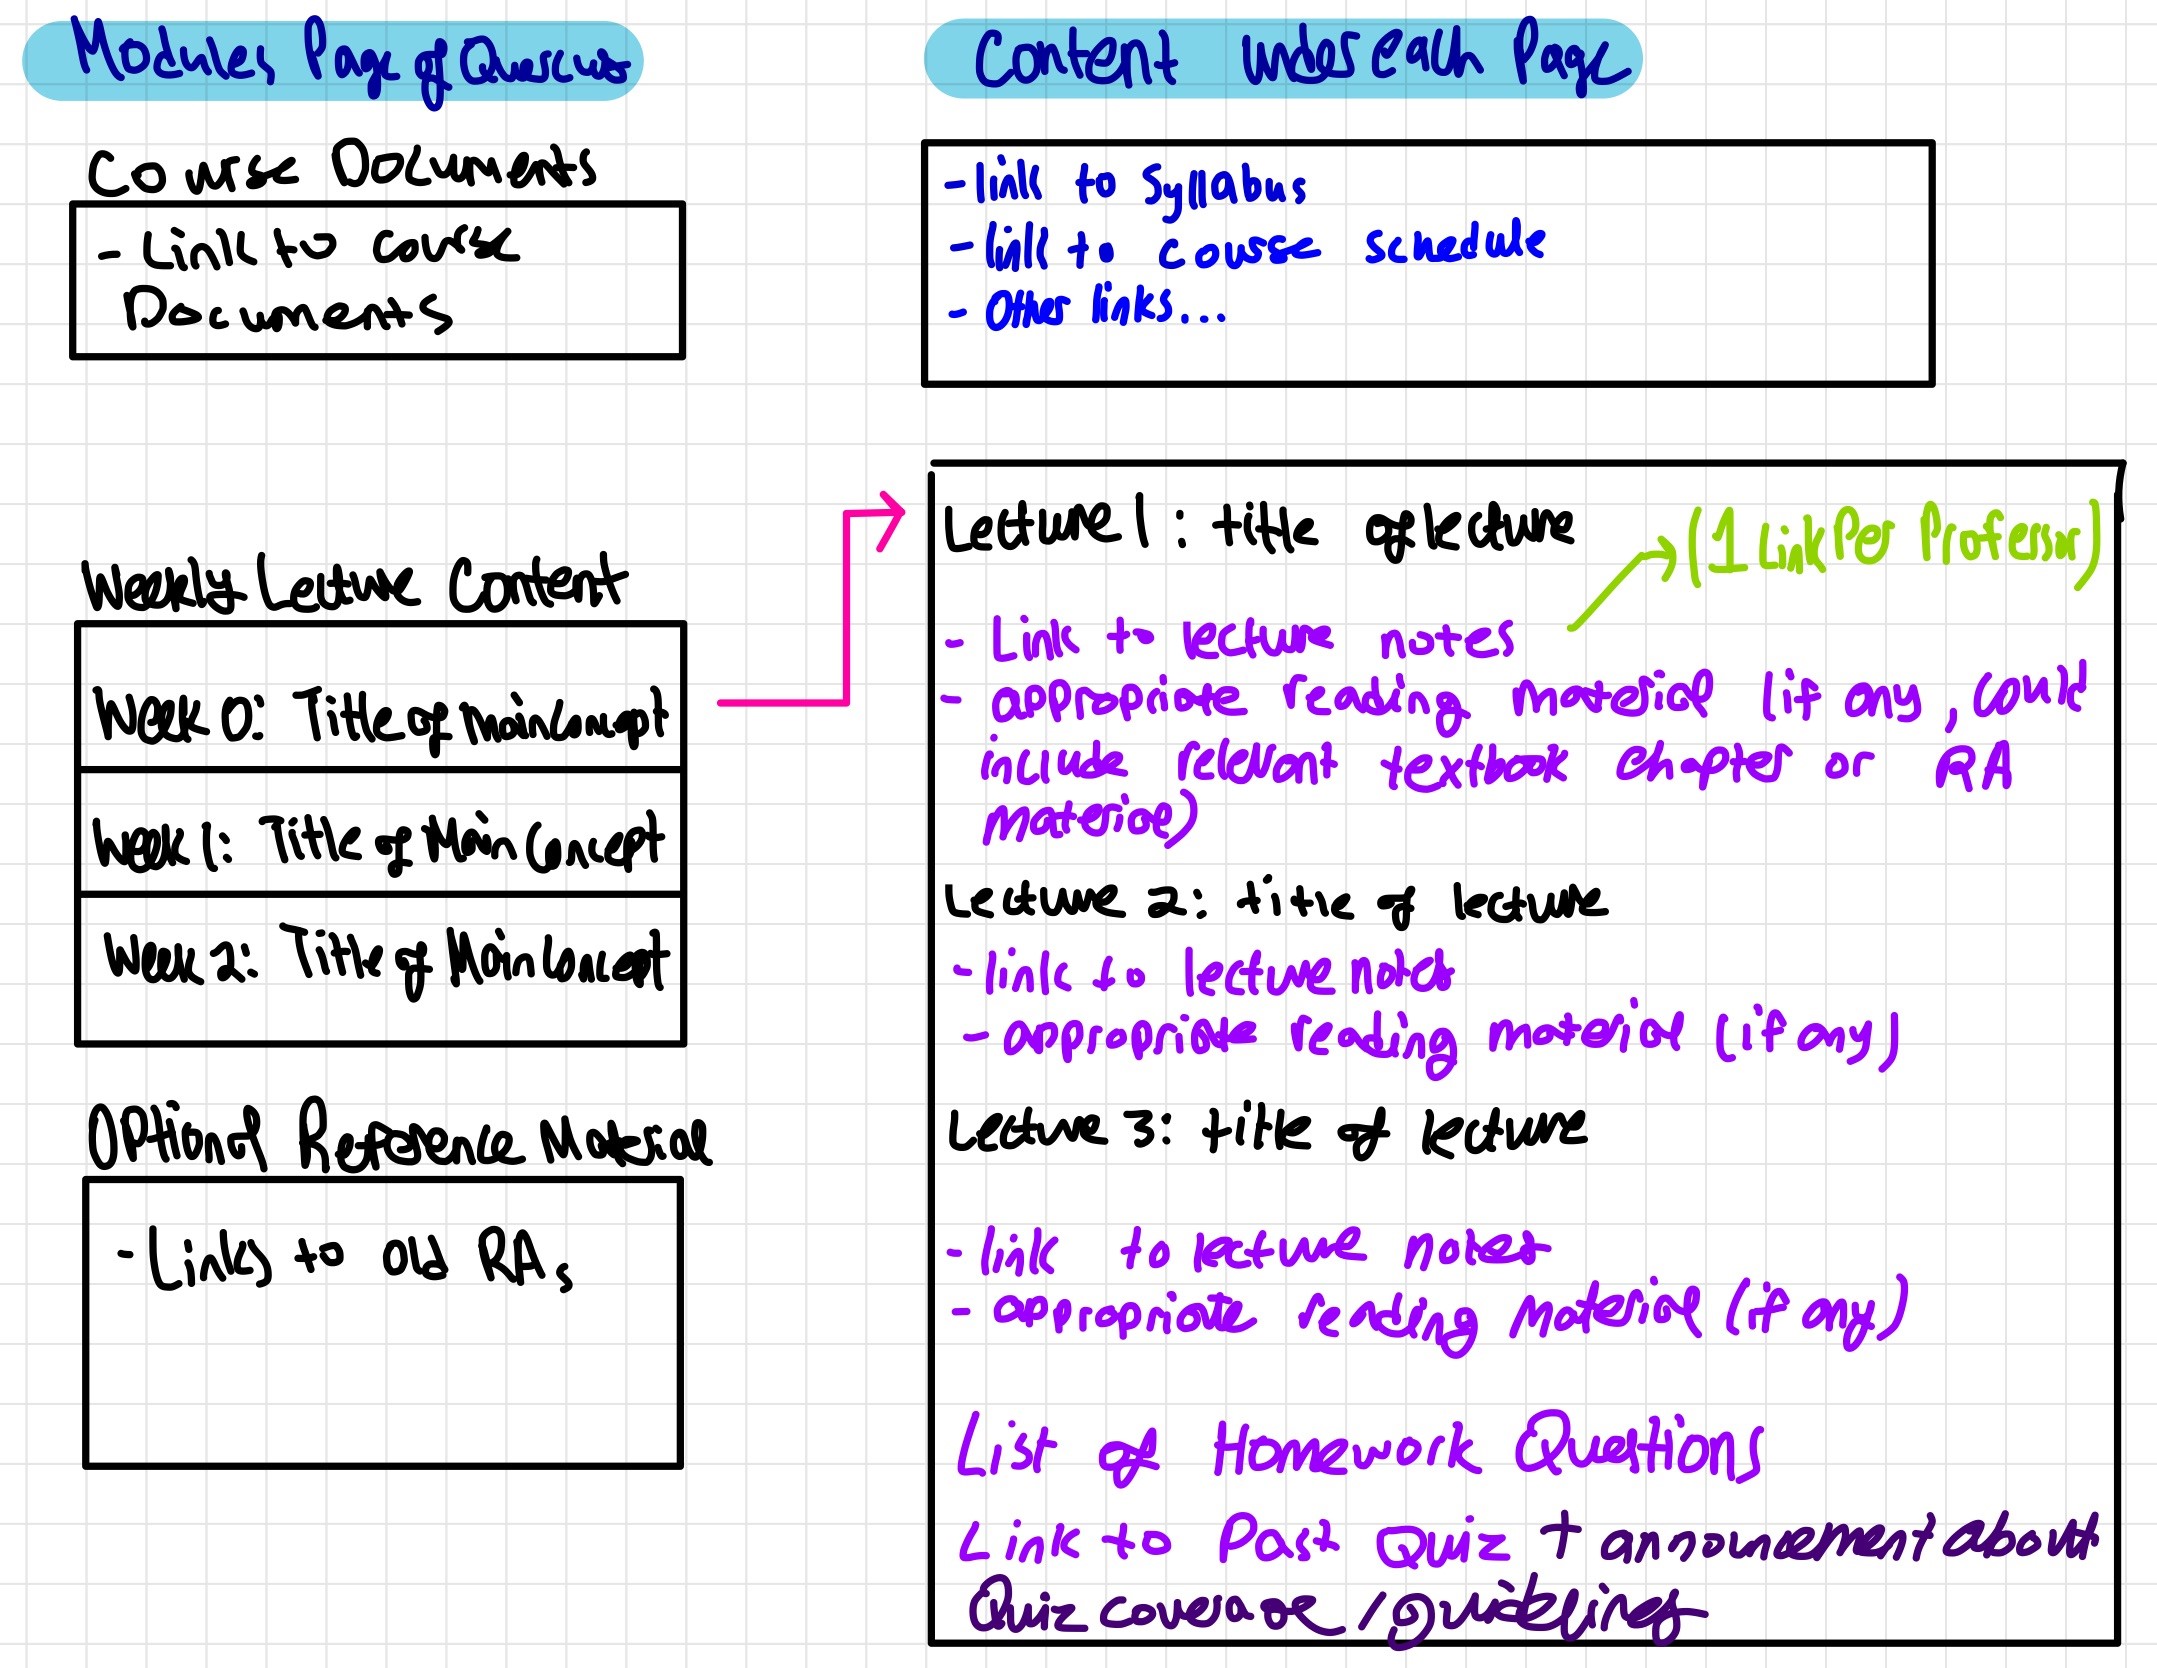 Modules Page of Quercus
Course Documents
- Link to course
Documents
Weekly Lecture Content
Week 0: Title of Main Concept
Week 1: Title of Main Concept
Week 2: Title of Main Concept
Optional Reference Material
- Links to old RAs
Content under each Page
- link to syllabus
- link to course schedule
- Other links...
Lecture 1: title of lecture
(1 Link Per Professor)
- Link to lecture notes
- appropriate reading material (if any, could
include relevant textbook chapter or RA
material)
Lecture 2: title of lecture
- link to lecture notes
- appropriate reading material (if any)
Lecture 3: title of lecture
- link to lecture notes
- appropriate reading material (if any)
List of Homework Questions
Link to Past Quiz + announcement about
Quiz coverage / guidelines